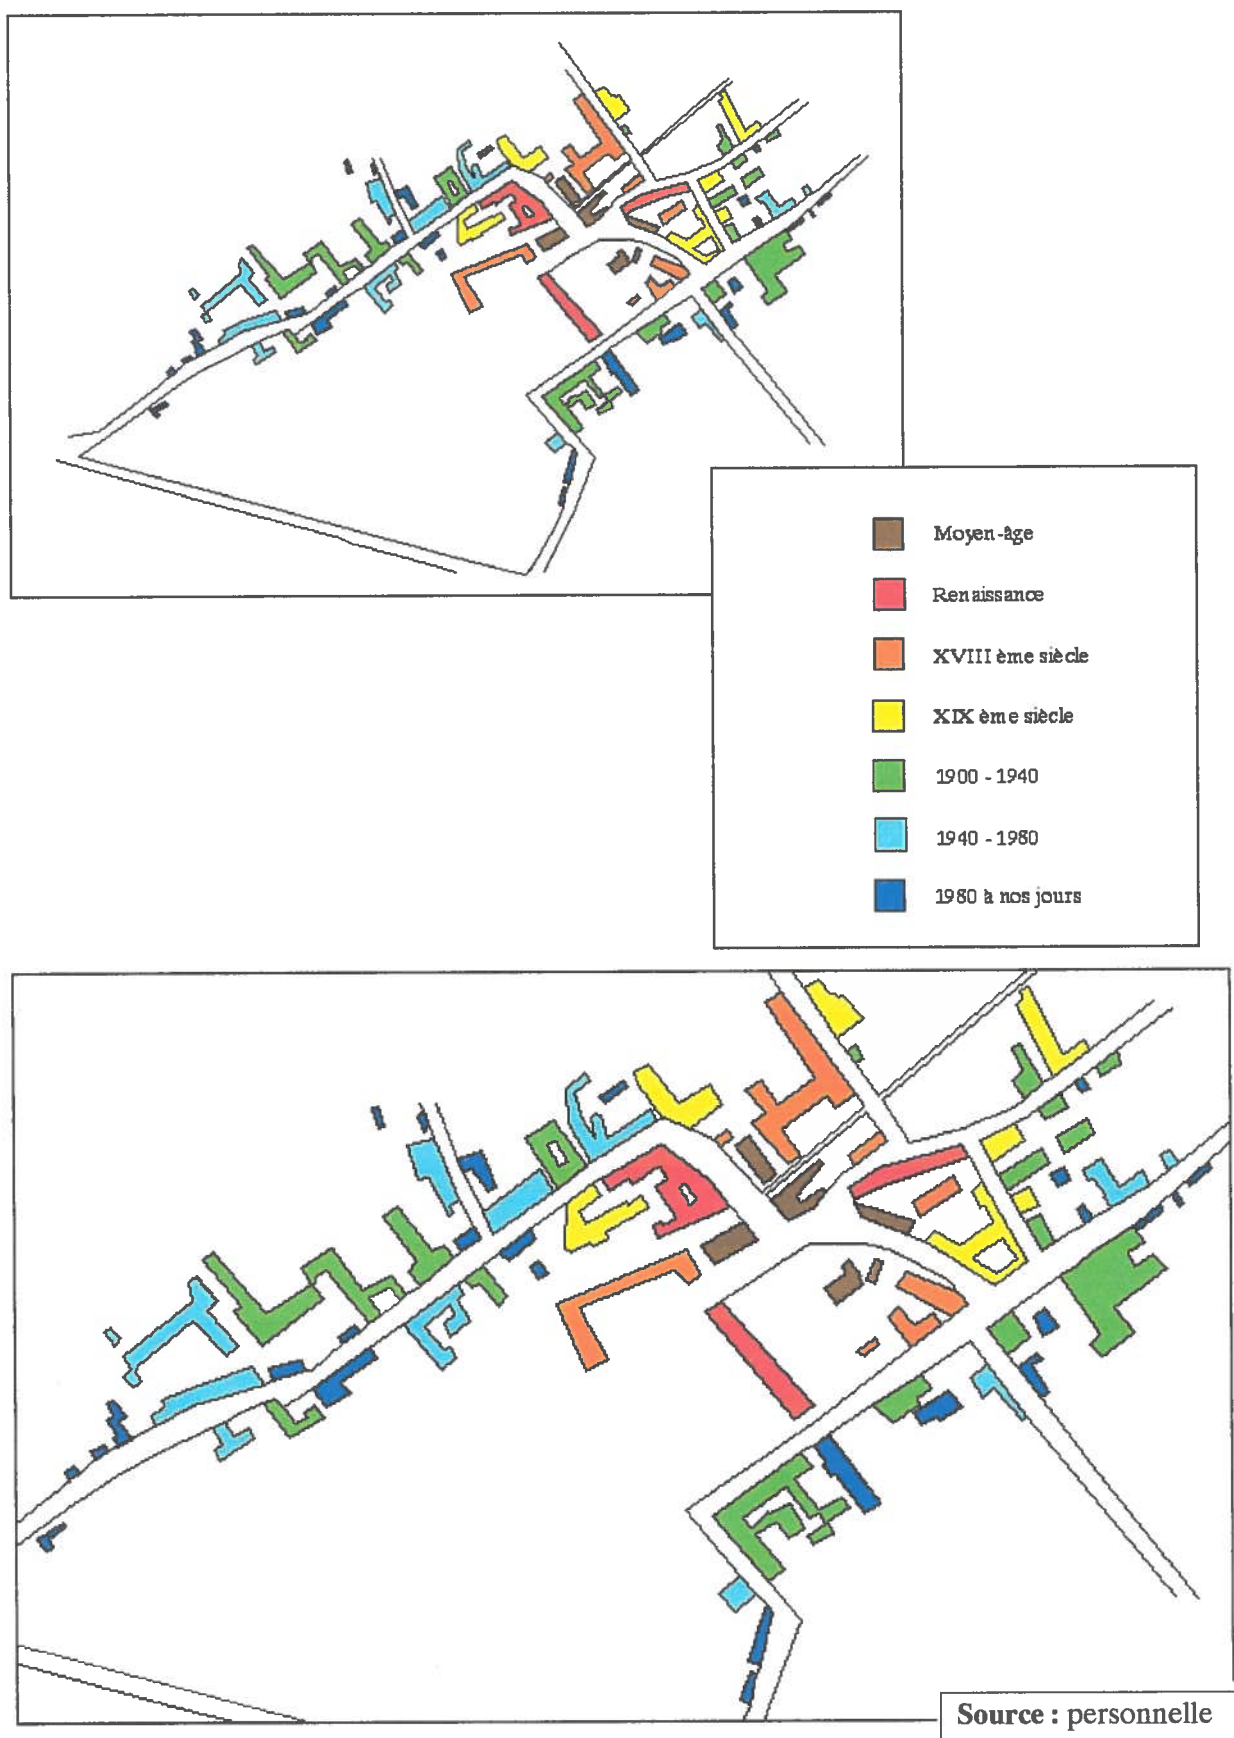 Moyen-âge
Renaissance
XVIII ème siècle
XIX ème siècle
1900 - 1940
1940 - 1980
1980 à nos jours
Source : personnelle